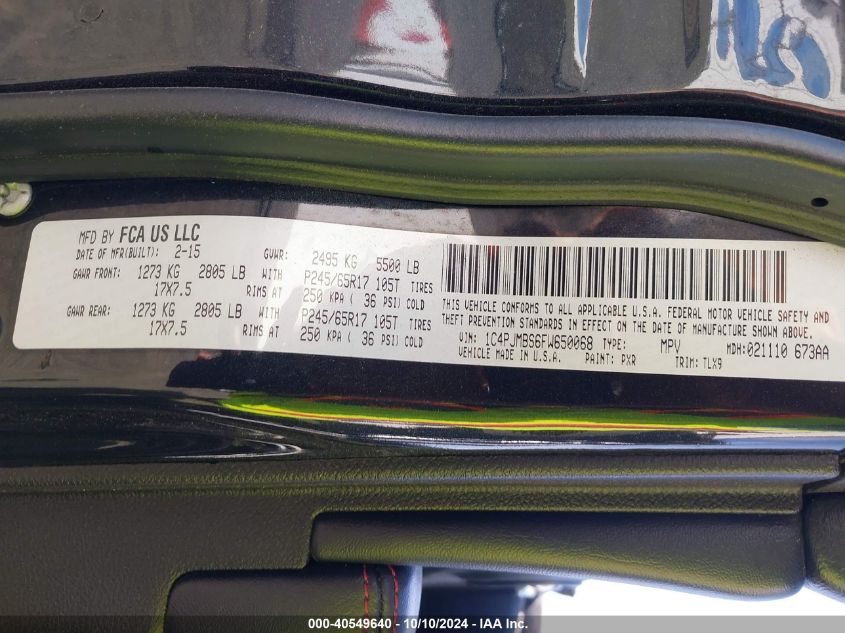 MFD BY FCA US LLC
DATE OF MFR(BUILT): 2-15 GVWR: 2495 KG 5500 LB
GAWR FRONT: 1273 KG 2805 LB WITH P245/65R17 105T TIRES
17X7.5 RIMS AT 250 KPA ( 36 PSI) COLD
GAWR REAR: 1273 KG 2805 LB WITH P245/65R17 105T TIRES
17X7.5 RIMS AT 250 KPA ( 36 PSI) COLD
THIS VEHICLE CONFORMS TO ALL APPLICABLE U.S.A. FEDERAL MOTOR VEHICLE SAFETY AND
THEFT PREVENTION STANDARDS IN EFFECT ON THE DATE OF MANUFACTURE SHOWN ABOVE.
VIN: 1C4PJMBS6FW650068 TYPE: MPV MDH:021110 673AA
VEHICLE MADE IN U.S.A. PAINT: PXR TRIM: TLX9
000-40549640 - 10/10/2024 - IAA Inc.